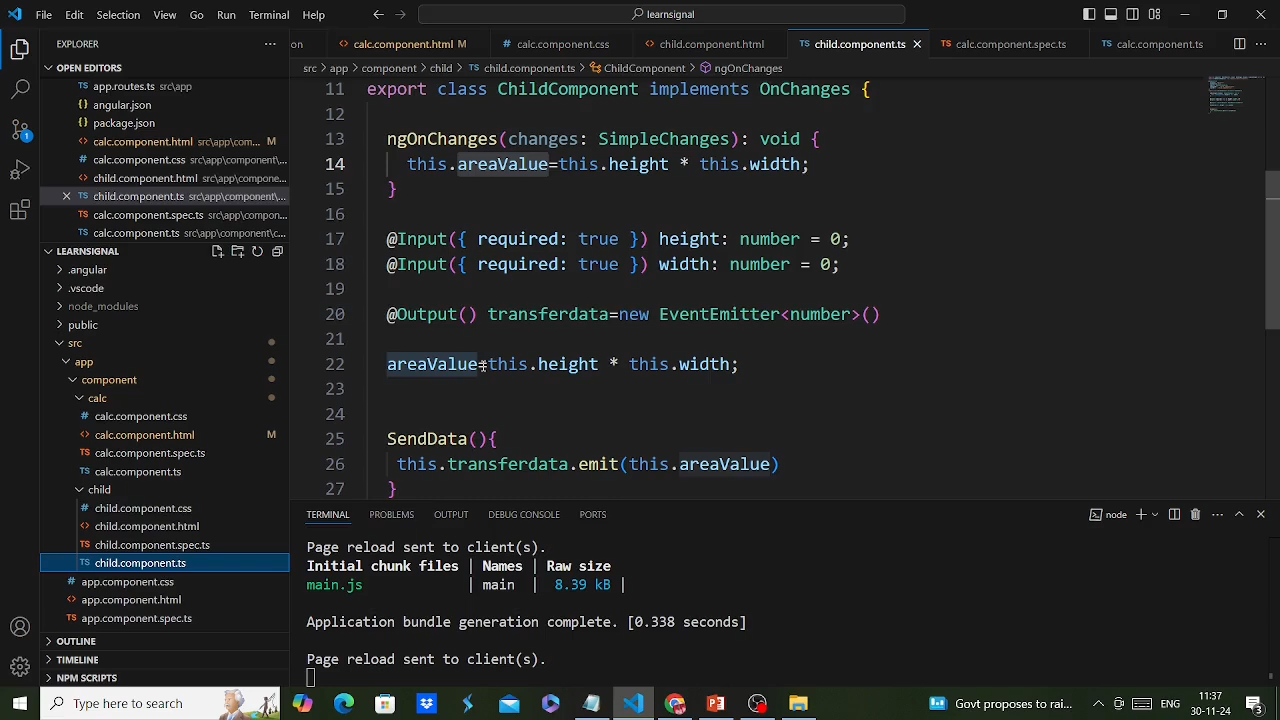 File Edit Selection View Go Run Terminal Help learnsignal
EXPLORER
OPEN EDITORS
app.routes.ts src\app
angular.json
package.json
calc.component.html src\app\com... M
calc.component.css src\app\co...
child.component.html src\app\compone...
child.component.ts src\app\component\...
calc.component.spec.ts src\app\compon...
calc.component.ts src\app\component\...
LEARNSIGNAL
.angular
.vscode
node_modules
public
src
app
component
calc
calc.component.css
calc.component.html M
calc.component.spec.ts
calc.component.ts
child
child.component.css
child.component.html
child.component.spec.ts
child.component.ts
app.component.css
app.component.html
app.component.spec.ts
OUTLINE
TIMELINE
NPM SCRIPTS
on calc.component.html M calc.component.css child.component.html child.component.ts calc.component.spec.ts calc.component.ts
src > app > component > child > child.component.ts > ChildComponent > ngOnChanges
11 export class ChildComponent implements OnChanges {
12
13 ngOnChanges(changes: SimpleChanges): void {
14 this.areaValue=this.height * this.width;
15 }
16
17 @Input({ required: true }) height: number = 0;
18 @Input({ required: true }) width: number = 0;
19
20 @Output() transferdata=new EventEmitter<number>()
21
22 areaValue=this.height * this.width;
23
24
25 SendData(){
26 this.transferdata.emit(this.areaValue)
27 }
TERMINAL PROBLEMS OUTPUT DEBUG CONSOLE PORTS node
Page reload sent to client(s).
Initial chunk files | Names | Raw size
main.js | main | 8.39 kB |
Application bundle generation complete. [0.338 seconds]
Page reload sent to client(s).
1
Type here to search
Govt proposes to rai...
ENG
11:37
30-11-24
3